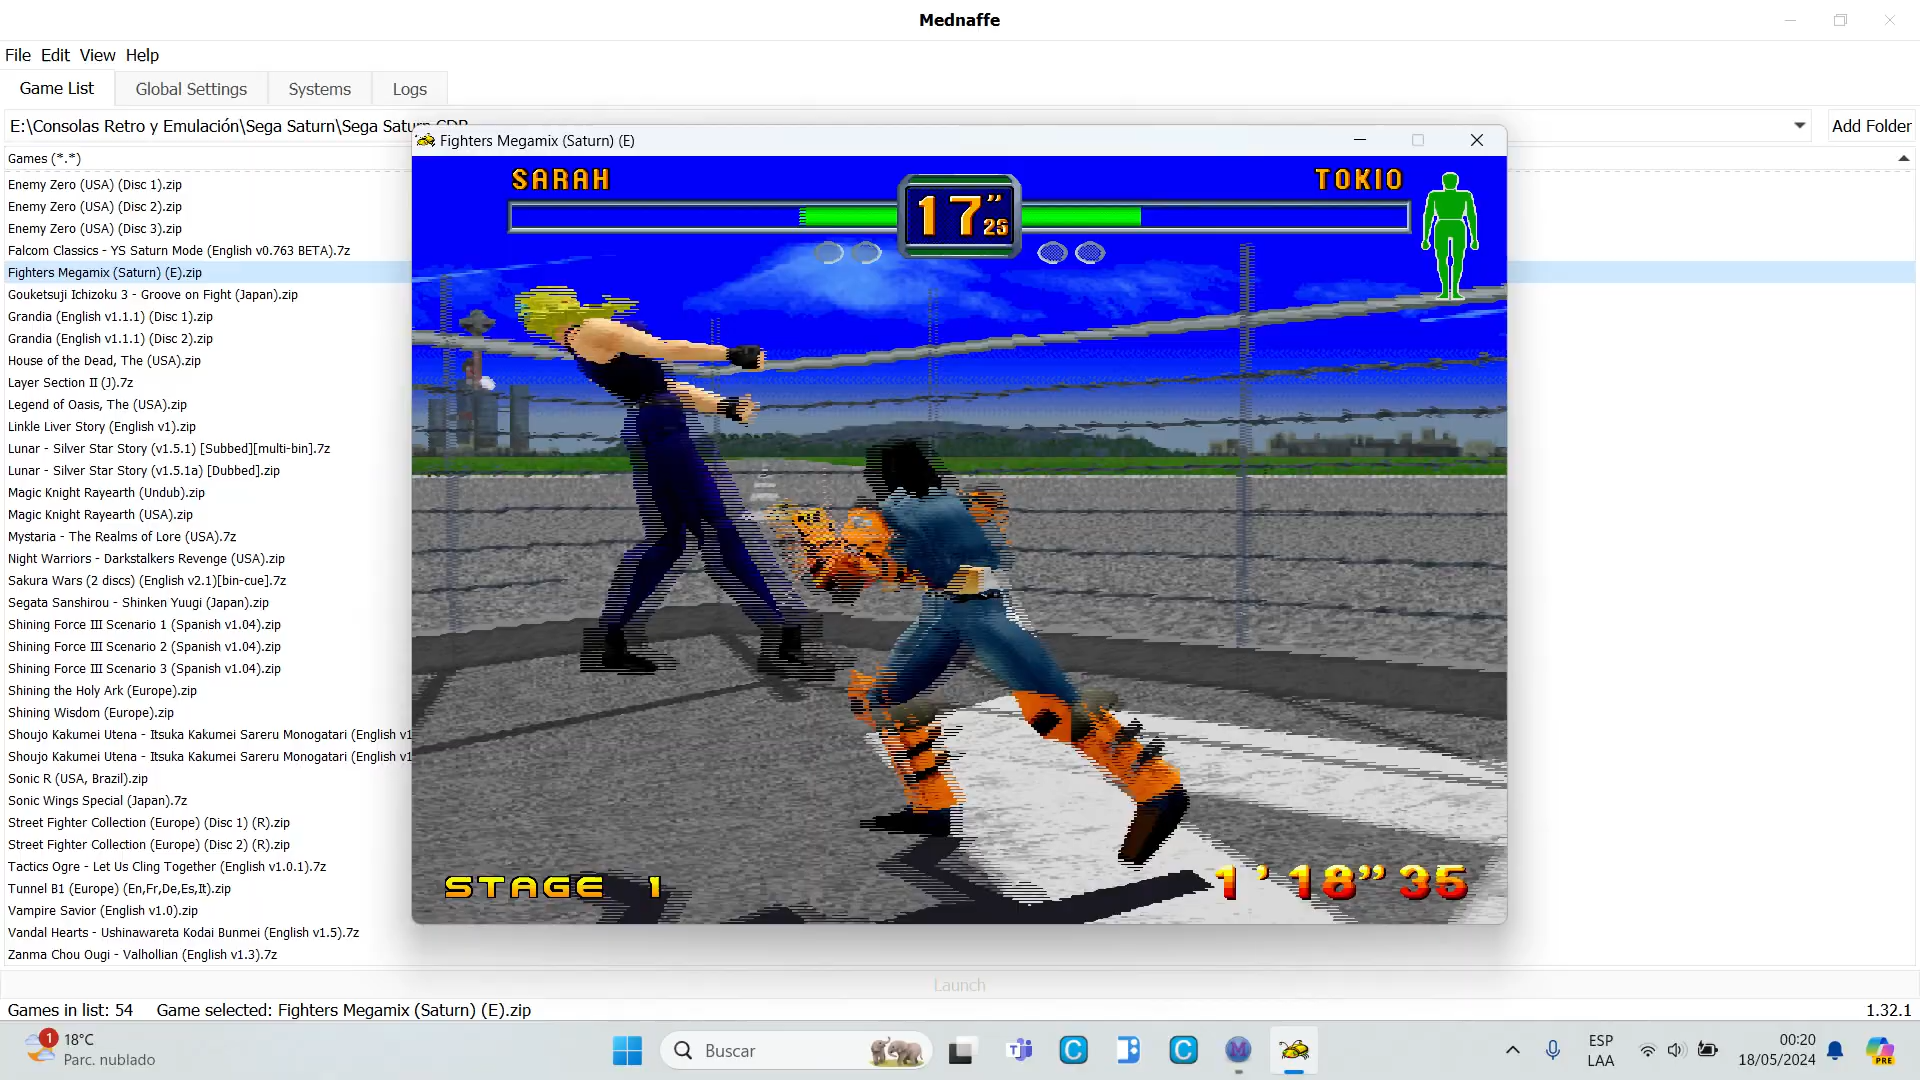 Mednaffe
File Edit View Help
Game List Global Settings Systems Logs
E:\Consolas Retro y Emulación\Sega Saturn\Sega Saturn CDR
Add Folder
Games (*.*)
Enemy Zero (USA) (Disc 1).zip
Enemy Zero (USA) (Disc 2).zip
Enemy Zero (USA) (Disc 3).zip
Falcom Classics - YS Saturn Mode (English v0.763 BETA).7z
Fighters Megamix (Saturn) (E).zip
Gouketsuji Ichizoku 3 - Groove on Fight (Japan).zip
Grandia (English v1.1.1) (Disc 1).zip
Grandia (English v1.1.1) (Disc 2).zip
House of the Dead, The (USA).zip
Layer Section II (J).7z
Legend of Oasis, The (USA).zip
Linkle Liver Story (English v1).zip
Lunar - Silver Star Story (v1.5.1) [Subbed][multi-bin].7z
Lunar - Silver Star Story (v1.5.1a) [Dubbed].zip
Magic Knight Rayearth (Undub).zip
Magic Knight Rayearth (USA).zip
Mystaria - The Realms of Lore (USA).7z
Night Warriors - Darkstalkers Revenge (USA).zip
Sakura Wars (2 discs) (English v2.1)[bin-cue].7z
Segata Sanshirou - Shinken Yuugi (Japan).zip
Shining Force III Scenario 1 (Spanish v1.04).zip
Shining Force III Scenario 2 (Spanish v1.04).zip
Shining Force III Scenario 3 (Spanish v1.04).zip
Shining the Holy Ark (Europe).zip
Shining Wisdom (Europe).zip
Shoujo Kakumei Utena - Itsuka Kakumei Sareru Monogatari (English v1
Shoujo Kakumei Utena - Itsuka Kakumei Sareru Monogatari (English v1
Sonic R (USA, Brazil).zip
Sonic Wings Special (Japan).7z
Street Fighter Collection (Europe) (Disc 1) (R).zip
Street Fighter Collection (Europe) (Disc 2) (R).zip
Tactics Ogre - Let Us Cling Together (English v1.0.1).7z
Tunnel B1 (Europe) (En,Fr,De,Es,It).zip
Vampire Savior (English v1.0).zip
Vandal Hearts - Ushinawareta Kodai Bunmei (English v1.5).7z
Zanma Chou Ougi - Valhollian (English v1.3).7z
Fighters Megamix (Saturn) (E)
SARAH
17"25
TOKIO
STAGE 1
1'18"35
Launch
Games in list: 54 Game selected: Fighters Megamix (Saturn) (E).zip
1.32.1
1
18°C
Parc. nublado
Buscar
ESP
LAA
00:20
18/05/2024
PRE